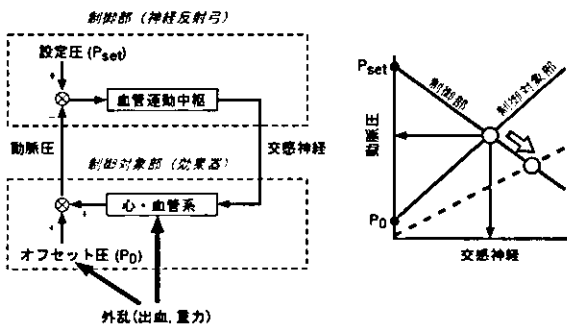 制御部 (神経反射弓)
設定圧 (Pset)
+
−
血管運動中枢
動脈圧
交感神経
制御対象部 (効果器)
心・血管系
+
+
オフセット圧 (P0)
外乱(出血, 重力)
Pset
制御部
制御対象部
動脈圧
P0
交感神経